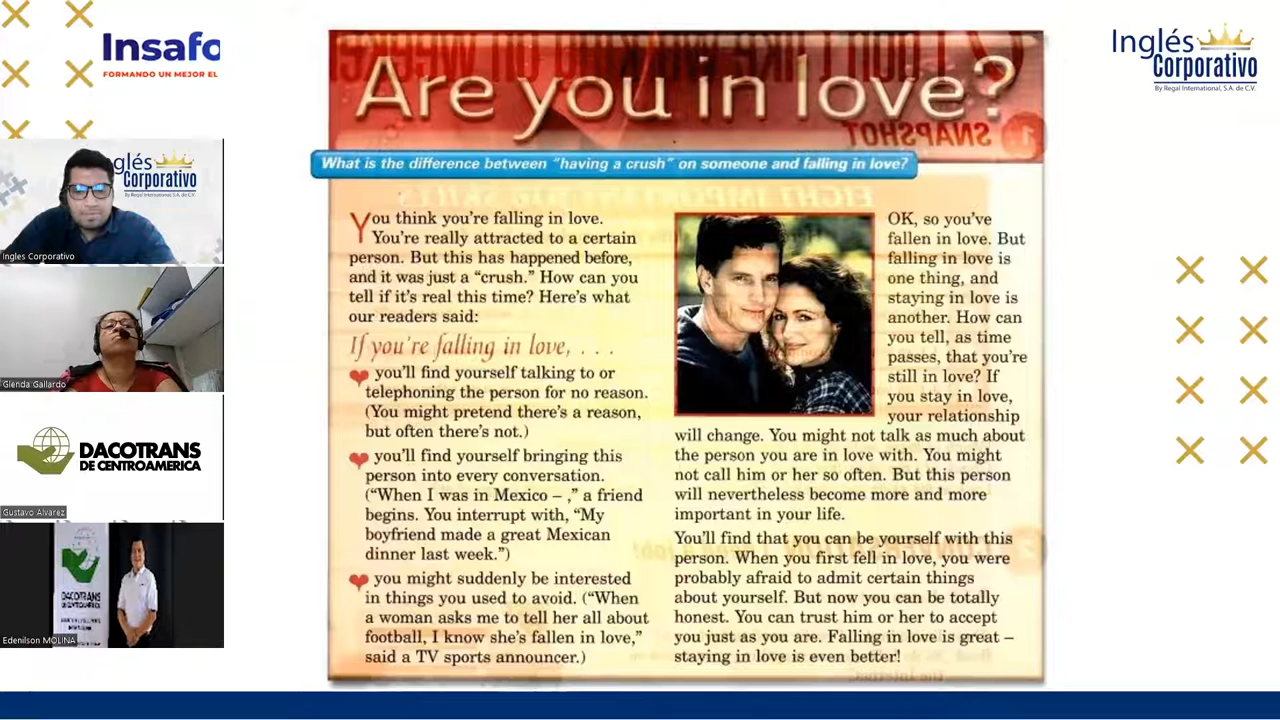 Insafo
FORMANDO UN MEJOR EL
Inglés
Corporativo
By Regal International, S.A. de C.V.
glés
Corporativo
By Regal International, S.A. de C.V.
Ingles Corporativo
Glenda Gallardo
DACOTRANS
DE CENTROAMERICA
Gustavo Alvarez
DACOTRANS
Edenilson MOLINA
Are you in love?
SNAPSHOT
What is the difference between "having a crush" on someone and falling in love?
You think you're falling in love.
You're really attracted to a certain
person. But this has happened before,
and it was just a "crush." How can you
tell if it's real this time? Here's what
our readers said:
If you're falling in love, . . .
you'll find yourself talking to or
telephoning the person for no reason.
(You might pretend there's a reason,
but often there's not.)
you'll find yourself bringing this
person into every conversation.
("When I was in Mexico – ," a friend
begins. You interrupt with, "My
boyfriend made a great Mexican
dinner last week.")
you might suddenly be interested
in things you used to avoid. ("When
a woman asks me to tell her all about
football, I know she's fallen in love,"
said a TV sports announcer.)
OK, so you've
fallen in love. But
falling in love is
one thing, and
staying in love is
another. How can
you tell, as time
passes, that you're
still in love? If
you stay in love,
your relationship
will change. You might not talk as much about
the person you are in love with. You might
not call him or her so often. But this person
will nevertheless become more and more
important in your life.
You'll find that you can be yourself with this
person. When you first fell in love, you were
probably afraid to admit certain things
about yourself. But now you can be totally
honest. You can trust him or her to accept
you just as you are. Falling in love is great –
staying in love is even better!